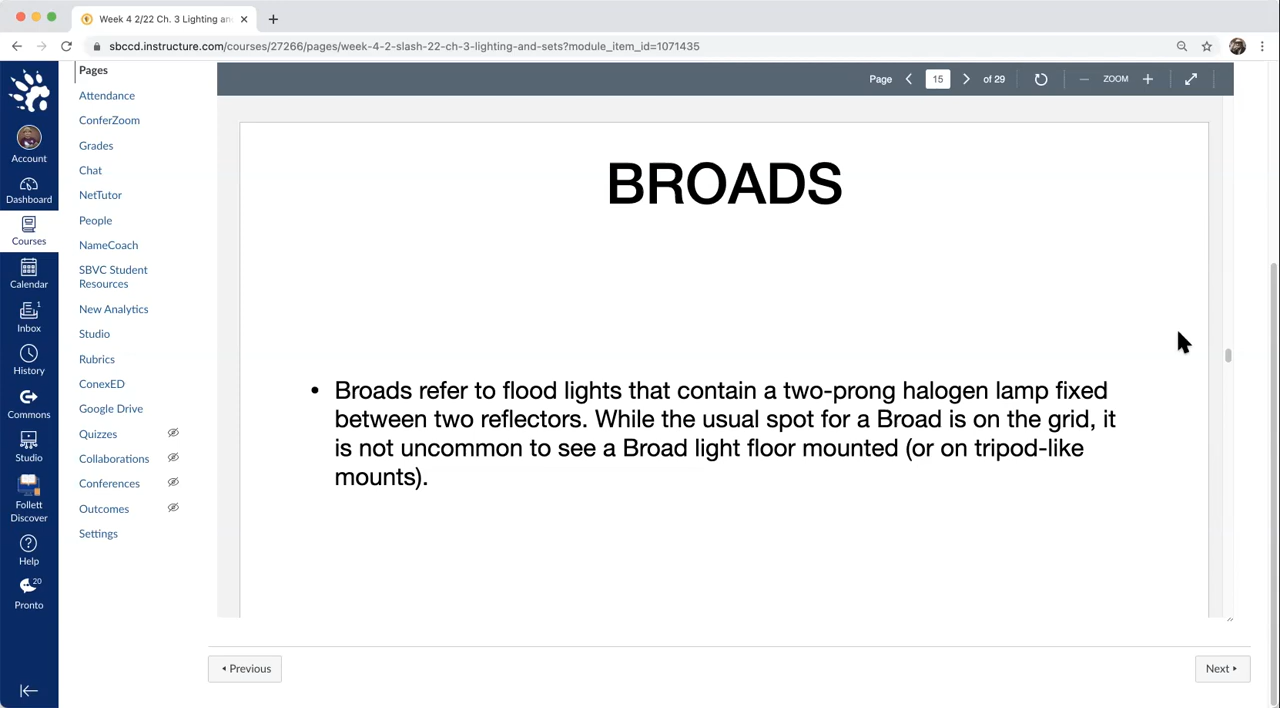 Week 4 2/22 Ch. 3 Lighting an
sbccd.instructure.com/courses/27266/pages/week-4-2-slash-22-ch-3-lighting-and-sets?module_item_id=1071435
Account
Dashboard
Courses
Calendar
1
Inbox
History
Commons
Studio
Follett
Discover
Help
20
Pronto
Pages
Attendance
ConferZoom
Grades
Chat
NetTutor
People
NameCoach
SBVC Student
Resources
New Analytics
Studio
Rubrics
ConexED
Google Drive
Quizzes
Collaborations
Conferences
Outcomes
Settings
Page 15 of 29 ZOOM
BROADS
• Broads refer to flood lights that contain a two-prong halogen lamp fixed
between two reflectors. While the usual spot for a Broad is on the grid, it
is not uncommon to see a Broad light floor mounted (or on tripod-like
mounts).
Previous
Next